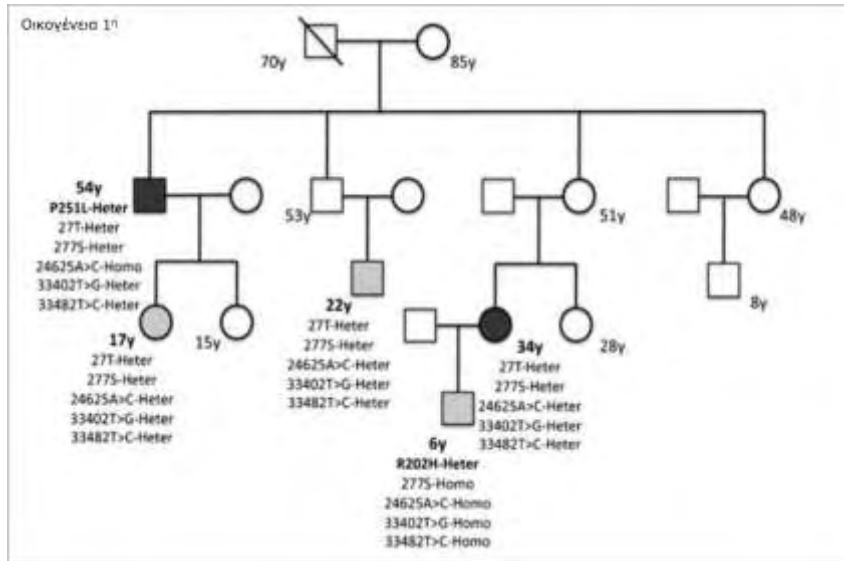 Οικογένεια 1η
70y
85y
54y
P251L-Heter
27T-Heter
277S-Heter
24625A>C-Homo
33402T>G-Heter
33482T>C-Heter
53y
51y
48y
17y
27T-Heter
277S-Heter
24625A>C-Heter
33402T>G-Heter
33482T>C-Heter
15y
22y
27T-Heter
277S-Heter
24625A>C-Heter
33402T>G-Heter
33482T>C-Heter
34y
27T-Heter
277S-Heter
24625A>C-Heter
33402T>G-Heter
33482T>C-Heter
28y
8y
6y
R202H-Heter
277S-Homo
24625A>C-Homo
33402T>G-Homo
33482T>C-Homo